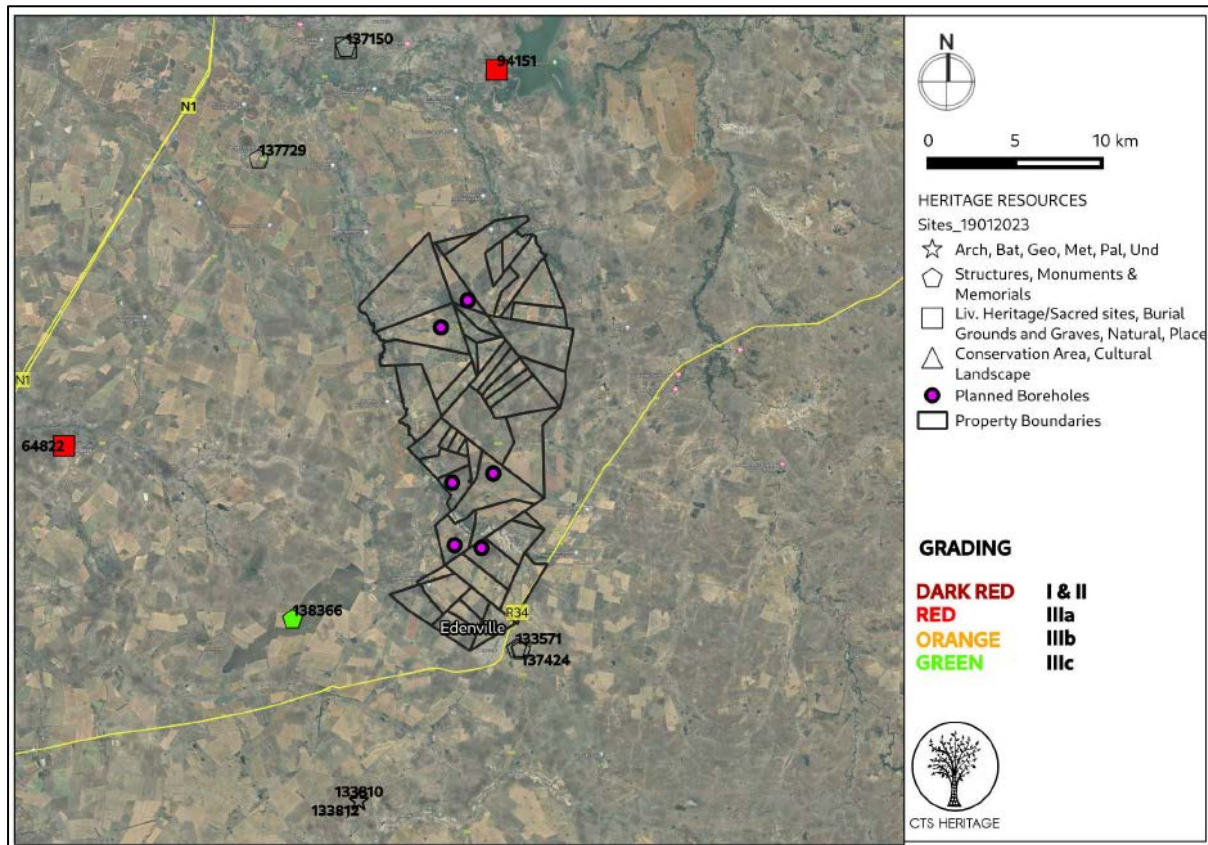 137150
94151
N1
137729
N1
64822
138366
R34
Edenville
133571
137424
133810
133812
N
0 5 10 km
HERITAGE RESOURCES
Sites_19012023
Arch, Bat, Geo, Met, Pal, Und
Structures, Monuments &
Memorials
Liv. Heritage/Sacred sites, Burial
Grounds and Graves, Natural, Place
Conservation Area, Cultural
Landscape
Planned Boreholes
Property Boundaries
GRADING
DARK RED I & II
RED IIIa
ORANGE IIIb
GREEN IIIc
CTS HERITAGE